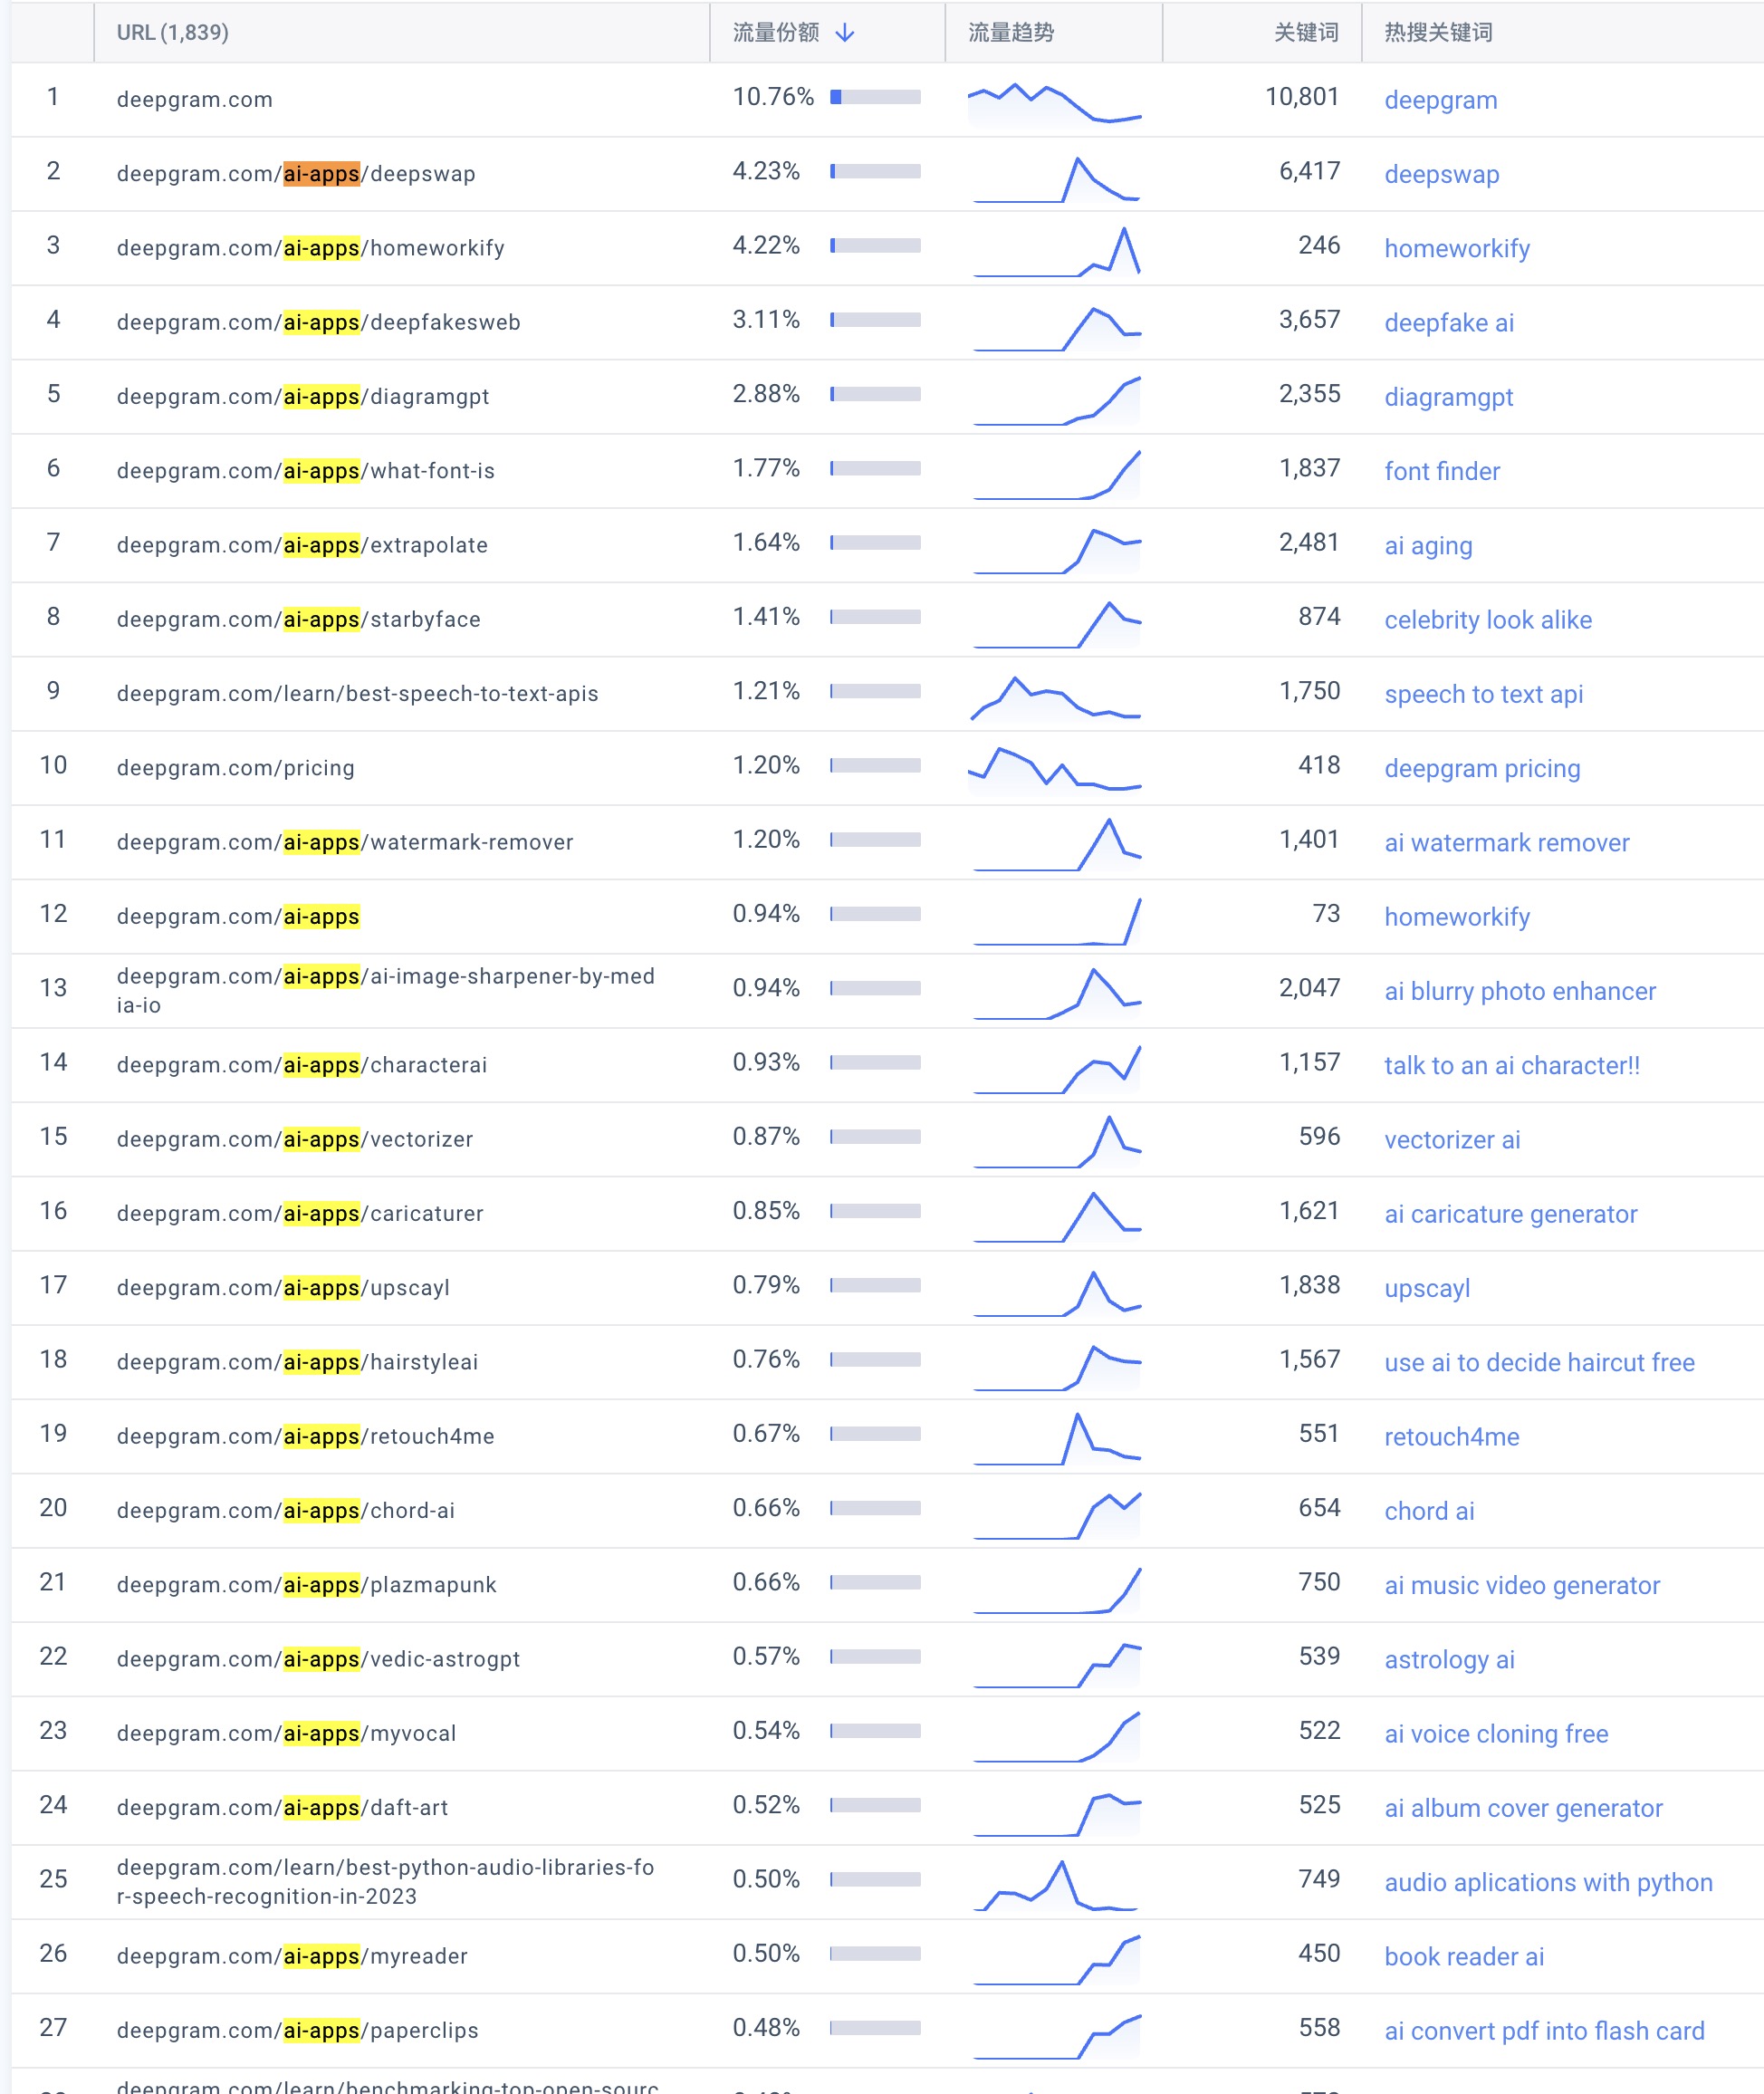 URL (1,839) 流量份额 流量趋势 关键词 热搜关键词
1 deepgram.com 10.76% 10,801 deepgram
2 deepgram.com/ai-apps/deepswap 4.23% 6,417 deepswap
3 deepgram.com/ai-apps/homeworkify 4.22% 246 homeworkify
4 deepgram.com/ai-apps/deepfakesweb 3.11% 3,657 deepfake ai
5 deepgram.com/ai-apps/diagramgpt 2.88% 2,355 diagramgpt
6 deepgram.com/ai-apps/what-font-is 1.77% 1,837 font finder
7 deepgram.com/ai-apps/extrapolate 1.64% 2,481 ai aging
8 deepgram.com/ai-apps/starbyface 1.41% 874 celebrity look alike
9 deepgram.com/learn/best-speech-to-text-apis 1.21% 1,750 speech to text api
10 deepgram.com/pricing 1.20% 418 deepgram pricing
11 deepgram.com/ai-apps/watermark-remover 1.20% 1,401 ai watermark remover
12 deepgram.com/ai-apps 0.94% 73 homeworkify
13 deepgram.com/ai-apps/ai-image-sharpener-by-med
ia-io 0.94% 2,047 ai blurry photo enhancer
14 deepgram.com/ai-apps/characterai 0.93% 1,157 talk to an ai character!!
15 deepgram.com/ai-apps/vectorizer 0.87% 596 vectorizer ai
16 deepgram.com/ai-apps/caricaturer 0.85% 1,621 ai caricature generator
17 deepgram.com/ai-apps/upscayl 0.79% 1,838 upscayl
18 deepgram.com/ai-apps/hairstyleai 0.76% 1,567 use ai to decide haircut free
19 deepgram.com/ai-apps/retouch4me 0.67% 551 retouch4me
20 deepgram.com/ai-apps/chord-ai 0.66% 654 chord ai
21 deepgram.com/ai-apps/plazmapunk 0.66% 750 ai music video generator
22 deepgram.com/ai-apps/vedic-astrogpt 0.57% 539 astrology ai
23 deepgram.com/ai-apps/myvocal 0.54% 522 ai voice cloning free
24 deepgram.com/ai-apps/daft-art 0.52% 525 ai album cover generator
25 deepgram.com/learn/best-python-audio-libraries-fo
r-speech-recognition-in-2023 0.50% 749 audio aplications with python
26 deepgram.com/ai-apps/myreader 0.50% 450 book reader ai
27 deepgram.com/ai-apps/paperclips 0.48% 558 ai convert pdf into flash card
deepgram.com/learn/benchmarking-top-open-sourc